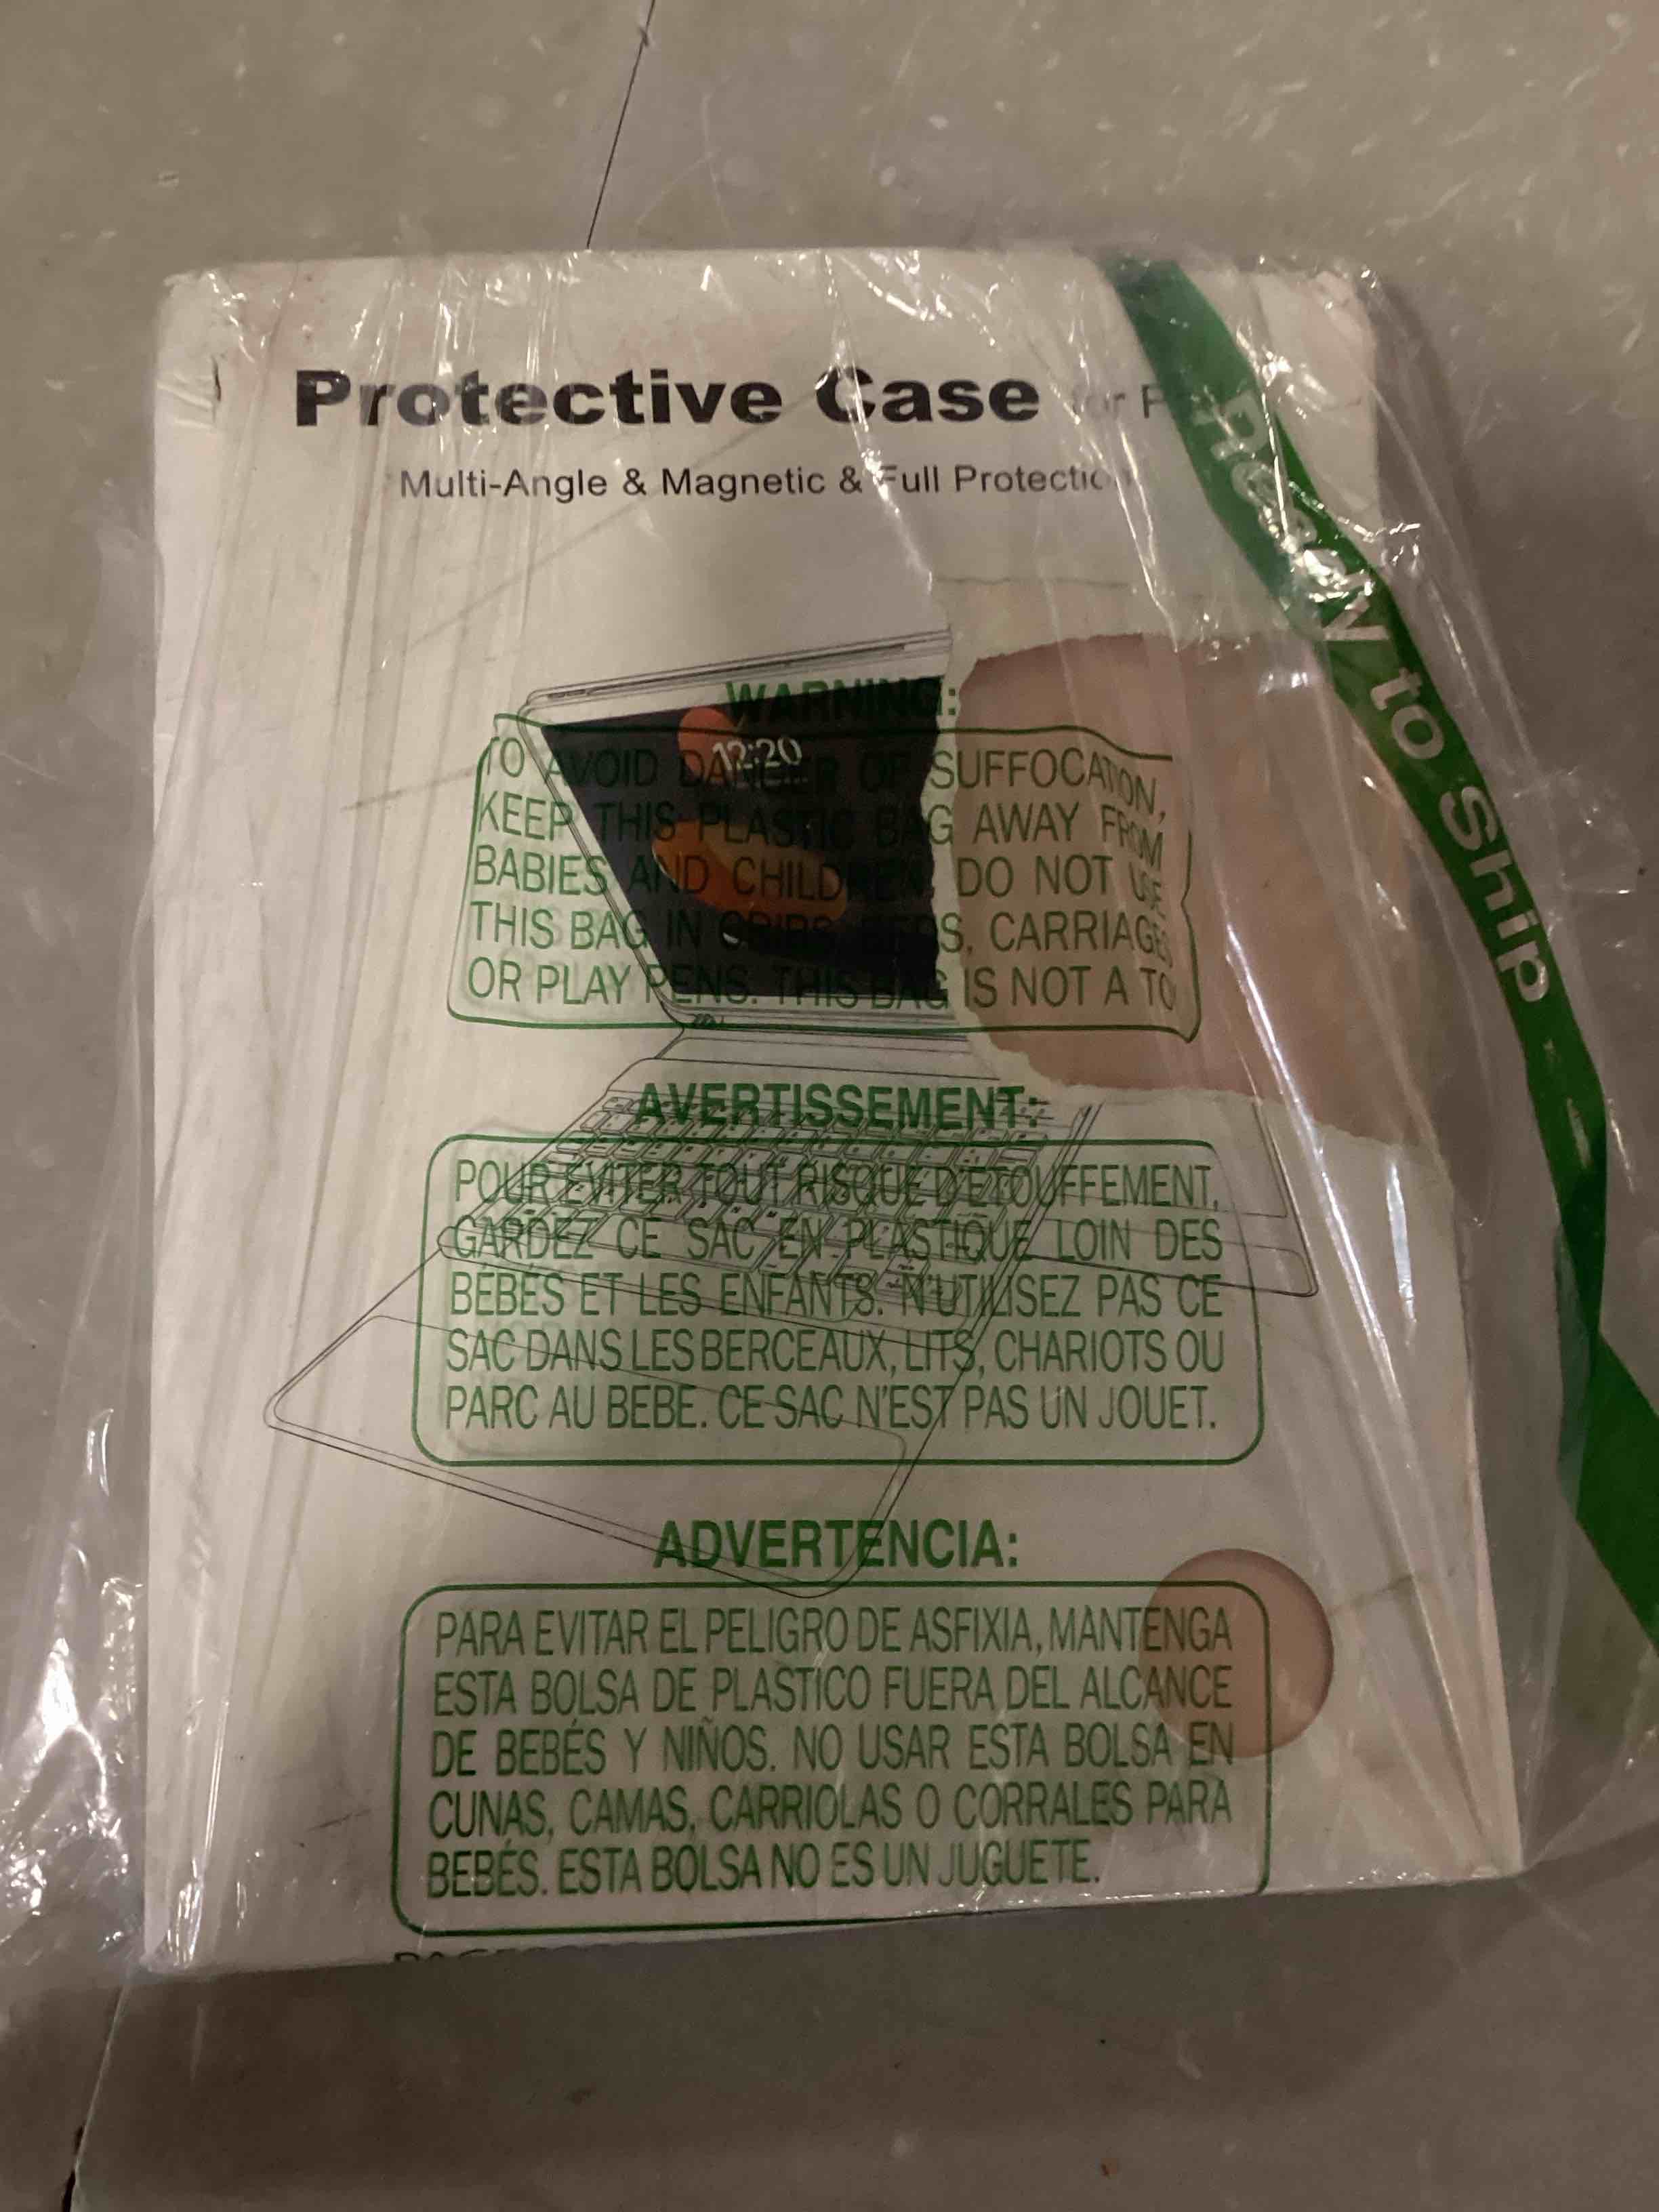 Protective Case
Multi-Angle & Magnetic & Full Protection
Ready to Ship
12:20
WARNING:
TO AVOID DANGER OF SUFFOCATION,
KEEP THIS PLASTIC BAG AWAY FROM
BABIES AND CHILDREN. DO NOT USE
THIS BAG IN CRIBS, BEDS, CARRIAGES
OR PLAY PENS. THIS BAG IS NOT A TO
AVERTISSEMENT:
POUR EVITER TOUT RISQUE D'ETOUFFEMENT,
GARDEZ CE SAC EN PLASTIQUE LOIN DES
BÉBÉS ET LES ENFANTS. N'UTILISEZ PAS CE
SAC DANS LES BERCEAUX, LITS, CHARIOTS OU
PARC AU BEBE. CE SAC N'EST PAS UN JOUET.
ADVERTENCIA:
PARA EVITAR EL PELIGRO DE ASFIXIA, MANTENGA
ESTA BOLSA DE PLASTICO FUERA DEL ALCANCE
DE BEBÉS Y NIÑOS. NO USAR ESTA BOLSA EN
CUNAS, CAMAS, CARRIOLAS O CORRALES PARA
BEBÉS. ESTA BOLSA NO ES UN JUGUETE.